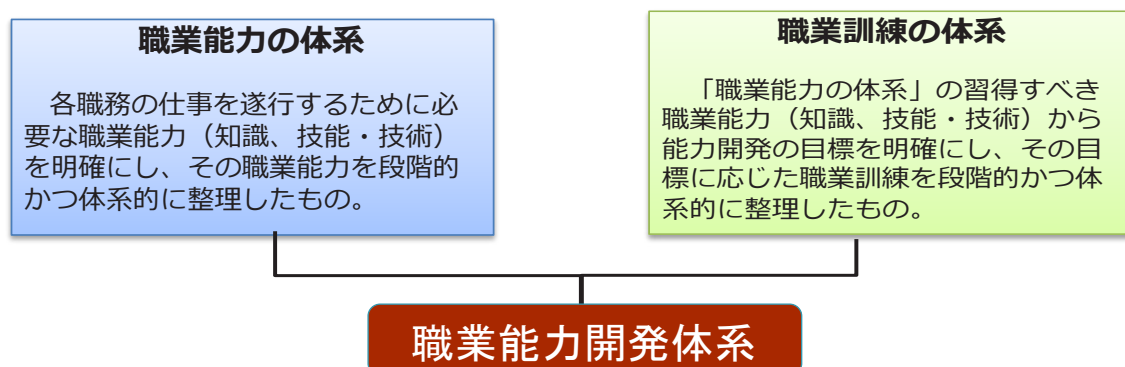 職業能力の体系
各職務の仕事を遂行するために必
要な職業能力（知識、技能・技術）
を明確にし、その職業能力を段階的
かつ体系的に整理したもの。
職業訓練の体系
「職業能力の体系」の習得すべき
職業能力（知識、技能・技術）から
能力開発の目標を明確にし、その目
標に応じた職業訓練を段階的かつ体
系的に整理したもの。
職業能力開発体系